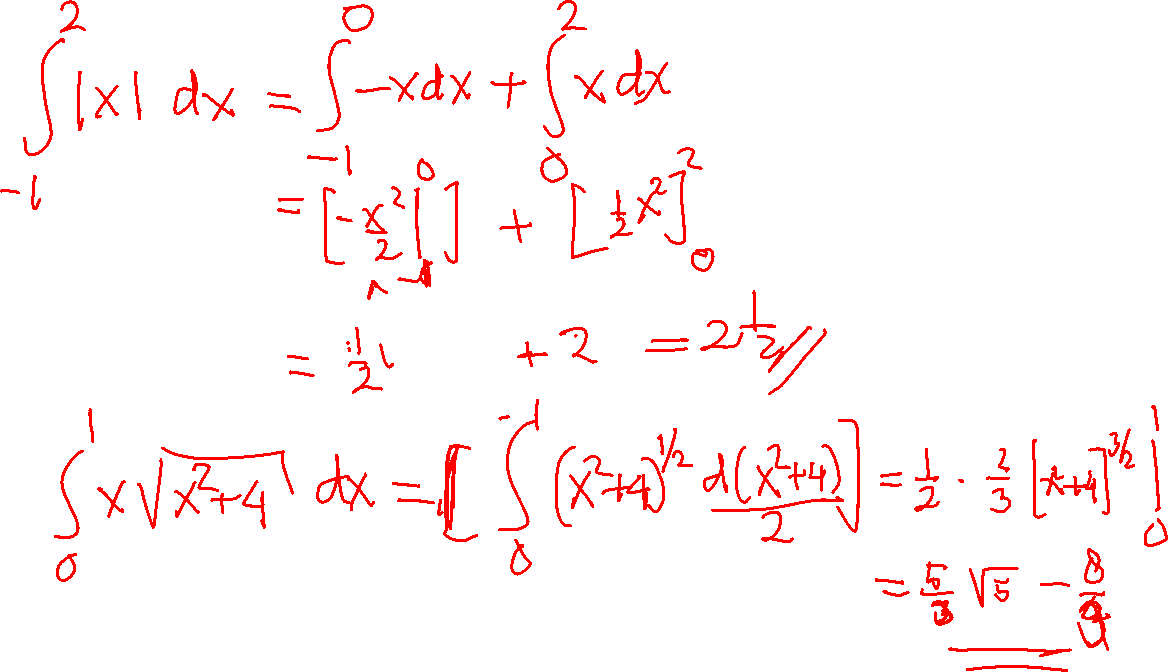 ∫_{-1}^{2} |x| dx = ∫_{-1}^{0} -x dx + ∫_{0}^{2} x dx
= [-x²/2 |_{-1}^{0}] + [½x²]_{0}^{2}
= ½ + 2 = 2½ //
∫_{0}^{1} x√(x²+4) dx = [∫_{0}^{1} (x²+4)^{1/2} d(x²+4)/2] = 1/2 · 2/3 [x²+4]^{3/2} |_{0}^{1}
= 5/3 √5 − 8/